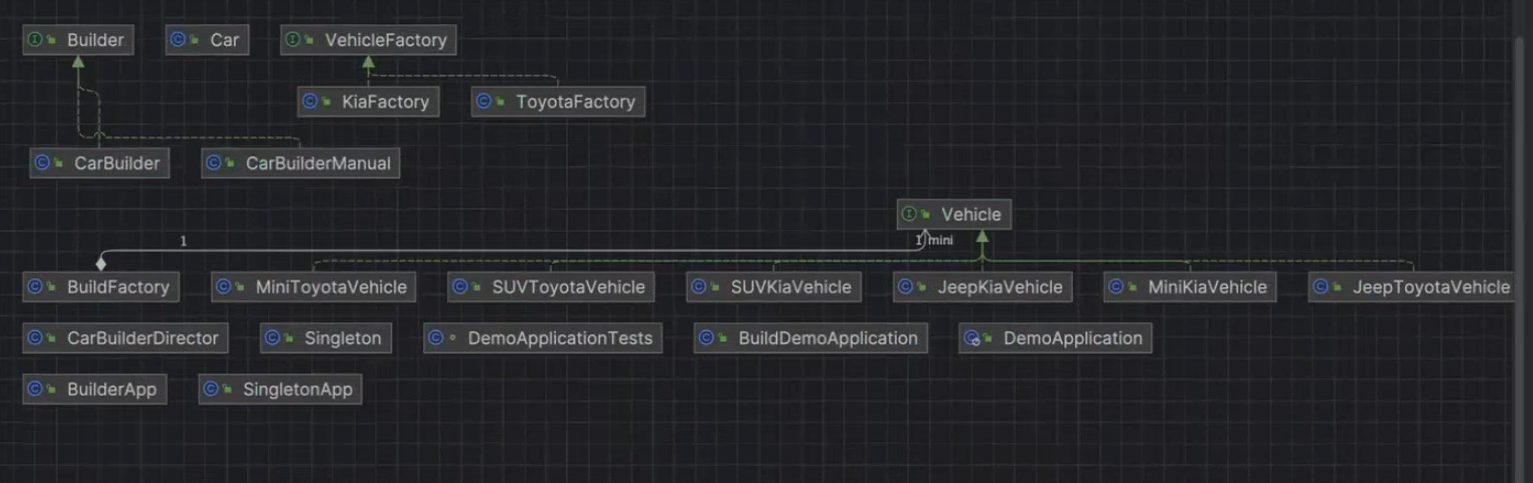 Builder Car VehicleFactory
KiaFactory ToyotaFactory
CarBuilder CarBuilderManual
Vehicle
1
1 mini
BuildFactory MiniToyotaVehicle SUVToyotaVehicle SUVKiaVehicle JeepKiaVehicle MiniKiaVehicle JeepToyotaVehicle
CarBuilderDirector Singleton DemoApplicationTests BuildDemoApplication DemoApplication
BuilderApp SingletonApp